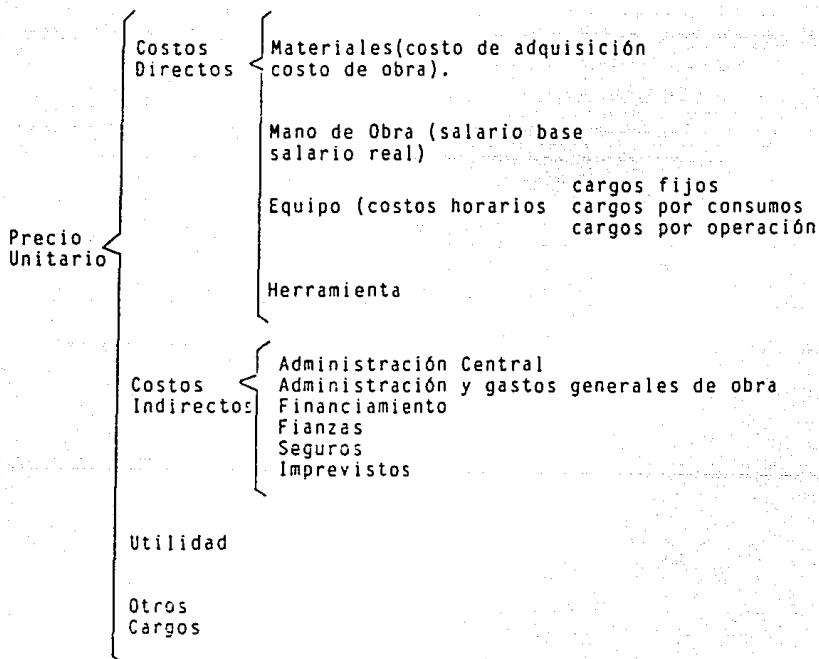 Precio
Unitario
Costos
Directos
Materiales(costo de adquisición
costo de obra).
Mano de Obra (salario base
salario real)
Equipo (costos horarios
cargos fijos
cargos por consumos
cargos por operación
Herramienta
Costos
Indirectos
Administración Central
Administración y gastos generales de obra
Financiamiento
Fianzas
Seguros
Imprevistos
Utilidad
Otros
Cargos